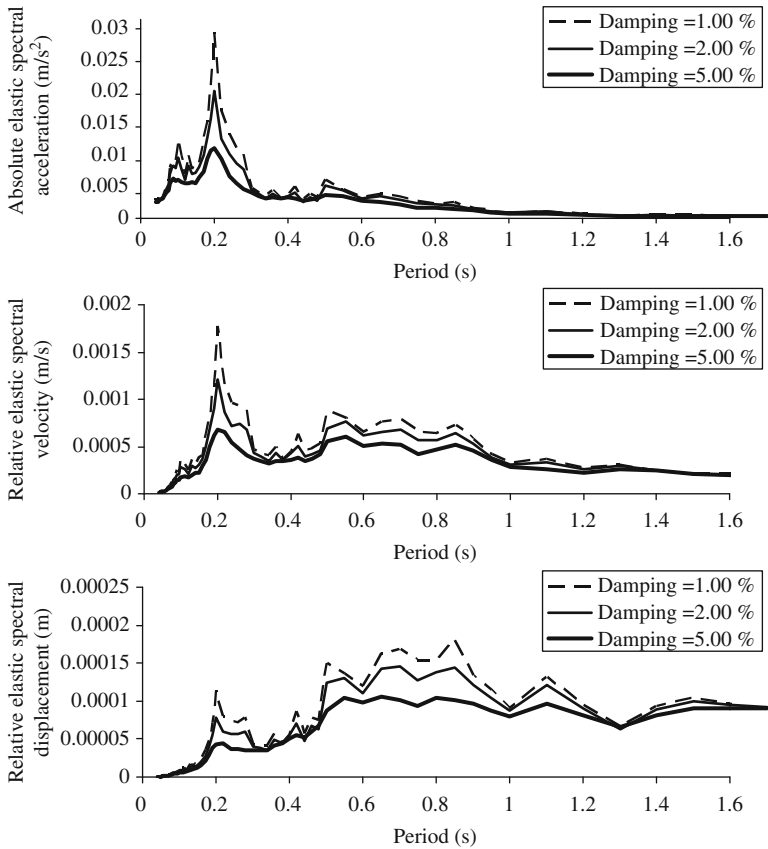 Absolute elastic spectral
acceleration (m/s²)
0.03
0.025
0.02
0.015
0.01
0.005
0
Damping =1.00 %
Damping =2.00 %
Damping =5.00 %
0 0.2 0.4 0.6 0.8 1 1.2 1.4 1.6
Period (s)
Relative elastic spectral
velocity (m/s)
0.002
0.0015
0.001
0.0005
0
Damping =1.00 %
Damping =2.00 %
Damping =5.00 %
0 0.2 0.4 0.6 0.8 1 1.2 1.4 1.6
Period (s)
Relative elastic spectral
displacement (m)
0.00025
0.0002
0.00015
0.0001
0.00005
0
Damping =1.00 %
Damping =2.00 %
Damping =5.00 %
0 0.2 0.4 0.6 0.8 1 1.2 1.4 1.6
Period (s)